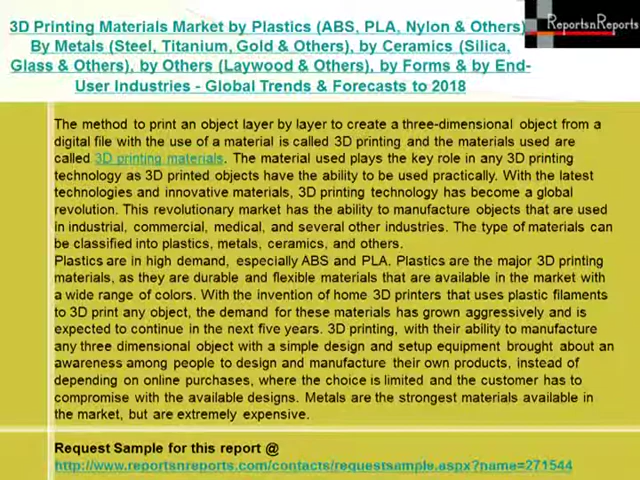 3D Printing Materials Market by Plastics (ABS, PLA, Nylon & Others)
By Metals (Steel, Titanium, Gold & Others), by Ceramics (Silica,
Glass & Others), by Others (Laywood & Others), by Forms & by End-
User Industries - Global Trends & Forecasts to 2018
ReportsnReports
The method to print an object layer by layer to create a three-dimensional object from a
digital file with the use of a material is called 3D printing and the materials used are
called 3D printing materials. The material used plays the key role in any 3D printing
technology as 3D printed objects have the ability to be used practically. With the latest
technologies and innovative materials, 3D printing technology has become a global
revolution. This revolutionary market has the ability to manufacture objects that are used
in industrial, commercial, medical, and several other industries. The type of materials can
be classified into plastics, metals, ceramics, and others.
Plastics are in high demand, especially ABS and PLA. Plastics are the major 3D printing
materials, as they are durable and flexible materials that are available in the market with
a wide range of colors. With the invention of home 3D printers that uses plastic filaments
to 3D print any object, the demand for these materials has grown aggressively and is
expected to continue in the next five years. 3D printing, with their ability to manufacture
any three dimensional object with a simple design and setup equipment brought about an
awareness among people to design and manufacture their own products, instead of
depending on online purchases, where the choice is limited and the customer has to
compromise with the available designs. Metals are the strongest materials available in
the market, but are extremely expensive.
Request Sample for this report @
http://www.reportsnreports.com/contacts/requestsample.aspx?name=271544